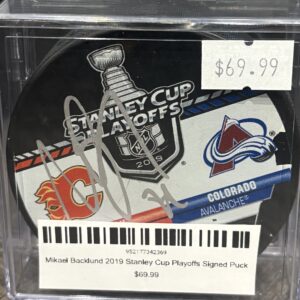 $69.99
STANLEY CUP
PLAYOFFS
2019
COLORADO
AVALANCHE
Mikael Backlund 2019 Stanley Cup Playoffs Signed Puck
$69.99